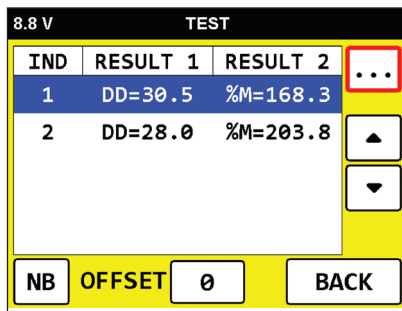 8.8 V TEST
IND RESULT 1 RESULT 2 ...
1 DD=30.5 %M=168.3
2 DD=28.0 %M=203.8
NB OFFSET 0 BACK